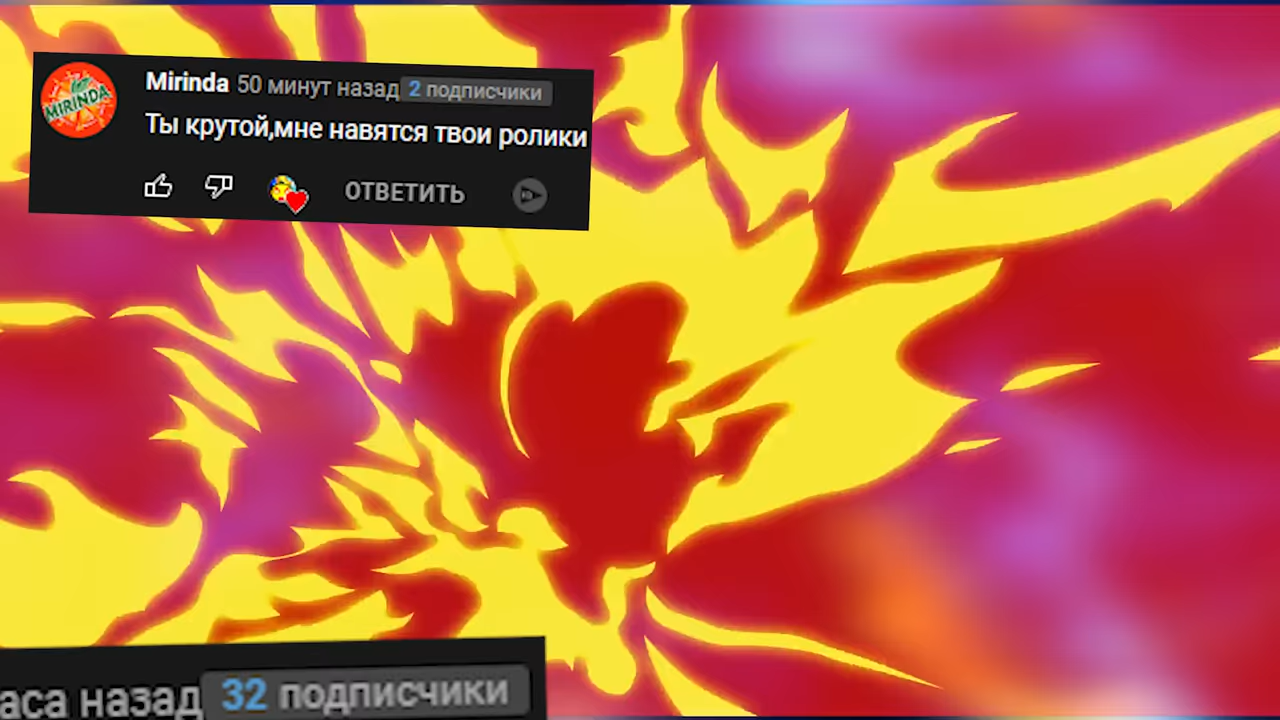 Mirinda 50 минут назад 2 подписчики
MIRINDA
Ты крутой,мне навятся твои ролики
ОТВЕТИТЬ
аса назад 32 подписчики